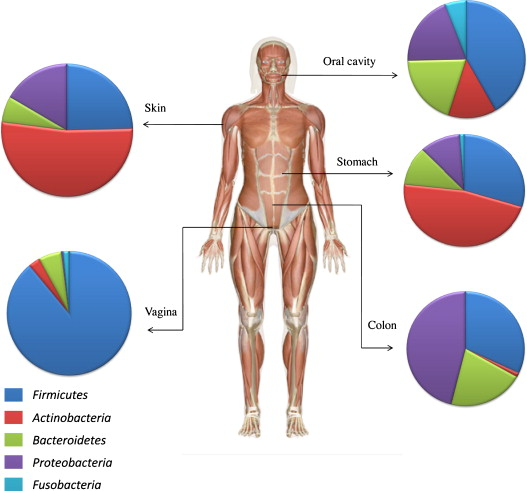 Oral cavity
Skin
Stomach
Vagina
Colon
Firmicutes
Actinobacteria
Bacteroidetes
Proteobacteria
Fusobacteria